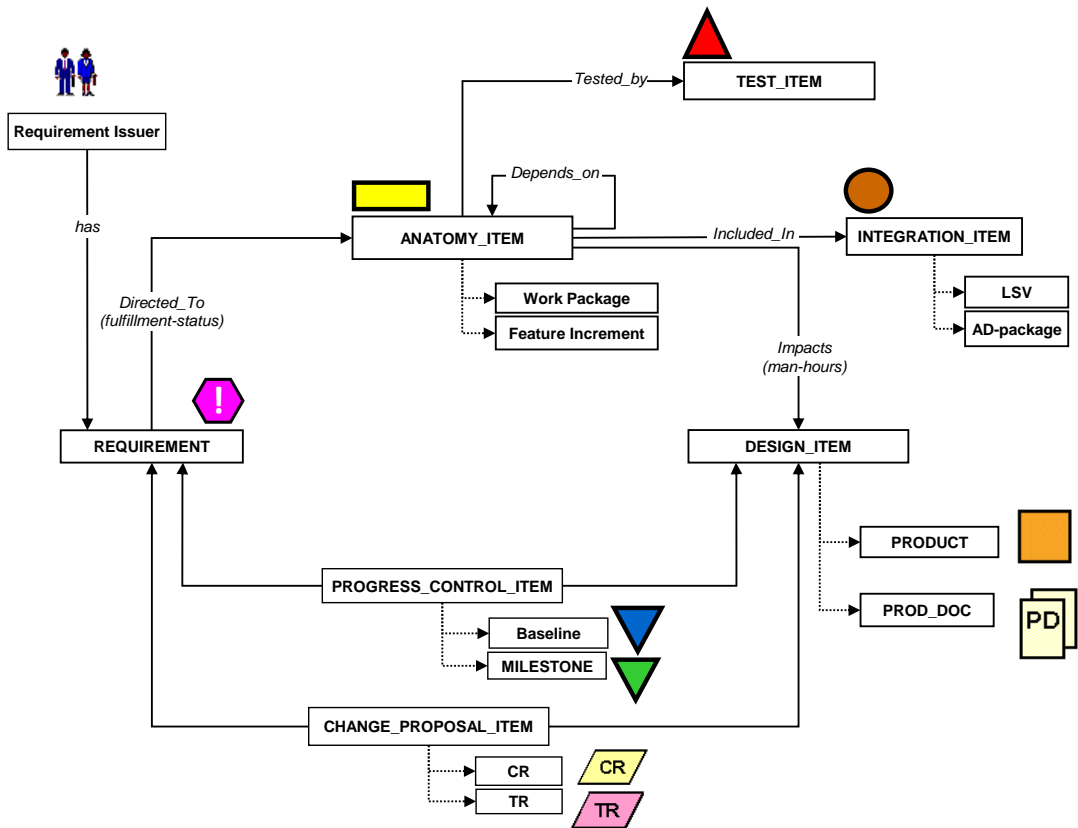 Tested_by
TEST_ITEM
Requirement Issuer
Depends_on
has
ANATOMY_ITEM
Included_In
INTEGRATION_ITEM
Work Package
LSV
Directed_To
(fulfillment-status)
Feature Increment
AD-package
Impacts
(man-hours)
!
REQUIREMENT
DESIGN_ITEM
PRODUCT
PROGRESS_CONTROL_ITEM
PROD_DOC
PD
Baseline
MILESTONE
CHANGE_PROPOSAL_ITEM
CR
CR
TR
TR